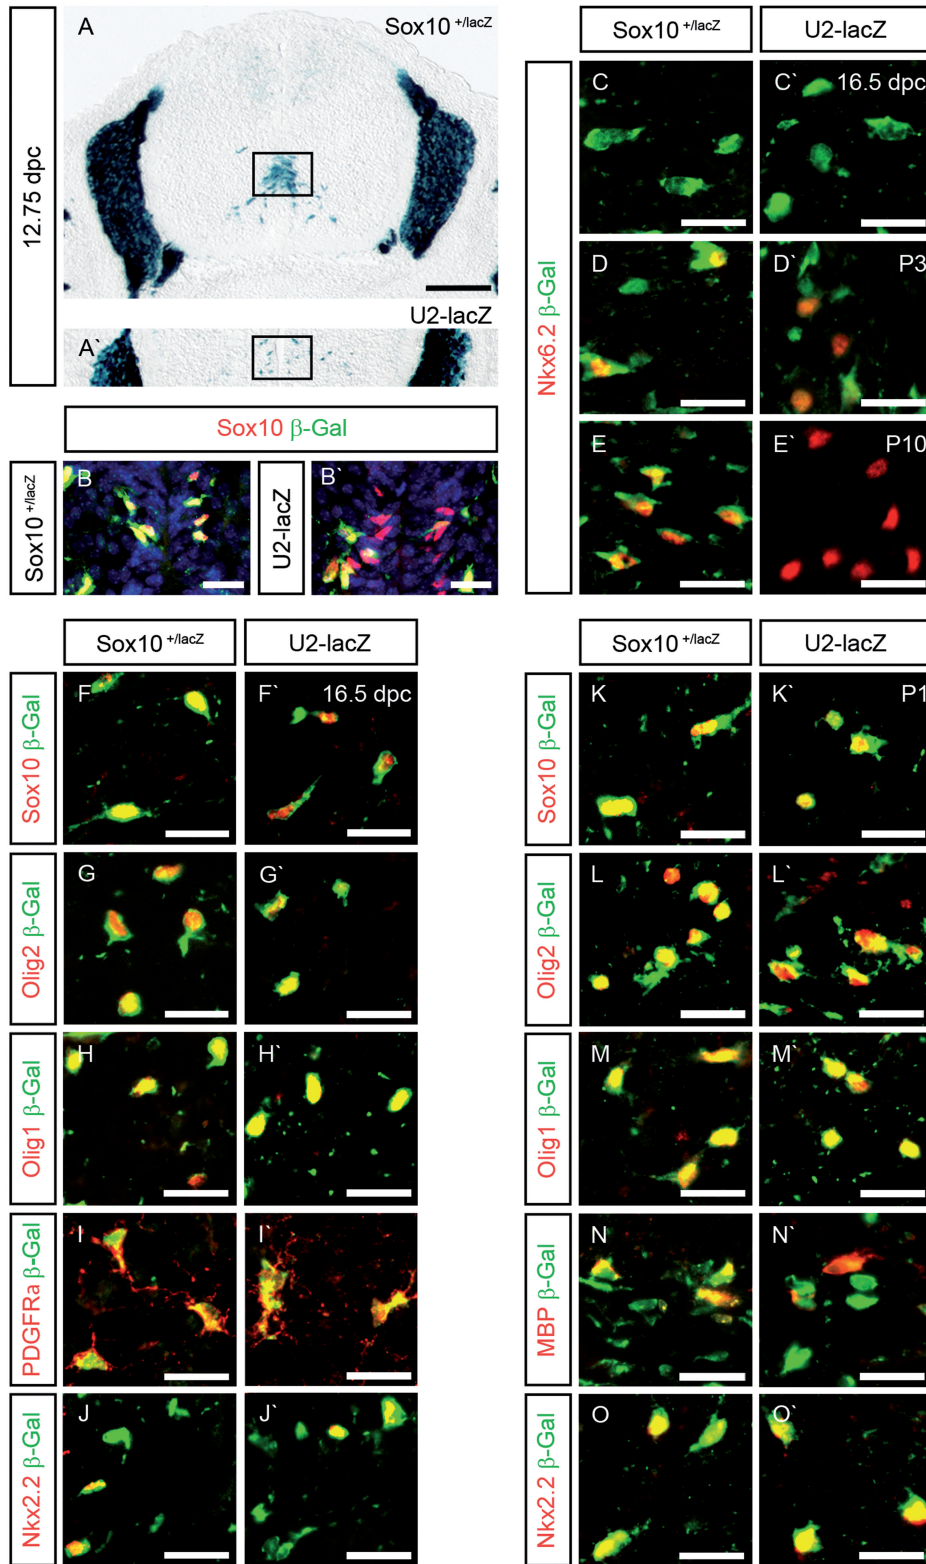 12.75 dpc
A
Sox10 +/lacZ
U2-lacZ
A`
Sox10 β-Gal
Sox10 +/lacZ
B
U2-lacZ
B`
Sox10 +/lacZ
U2-lacZ
Nkx6.2 β-Gal
C
C` 16.5 dpc
D
D` P3
E
E` P10
Sox10 +/lacZ
U2-lacZ
Sox10 β-Gal
F
F` 16.5 dpc
Olig2 β-Gal
G
G`
Olig1 β-Gal
H
H`
PDGFRa β-Gal
I
I`
Nkx2.2 β-Gal
J
J`
Sox10 +/lacZ
U2-lacZ
Sox10 β-Gal
K
K` P1
Olig2 β-Gal
L
L`
Olig1 β-Gal
M
M`
MBP β-Gal
N
N`
Nkx2.2 β-Gal
O
O`